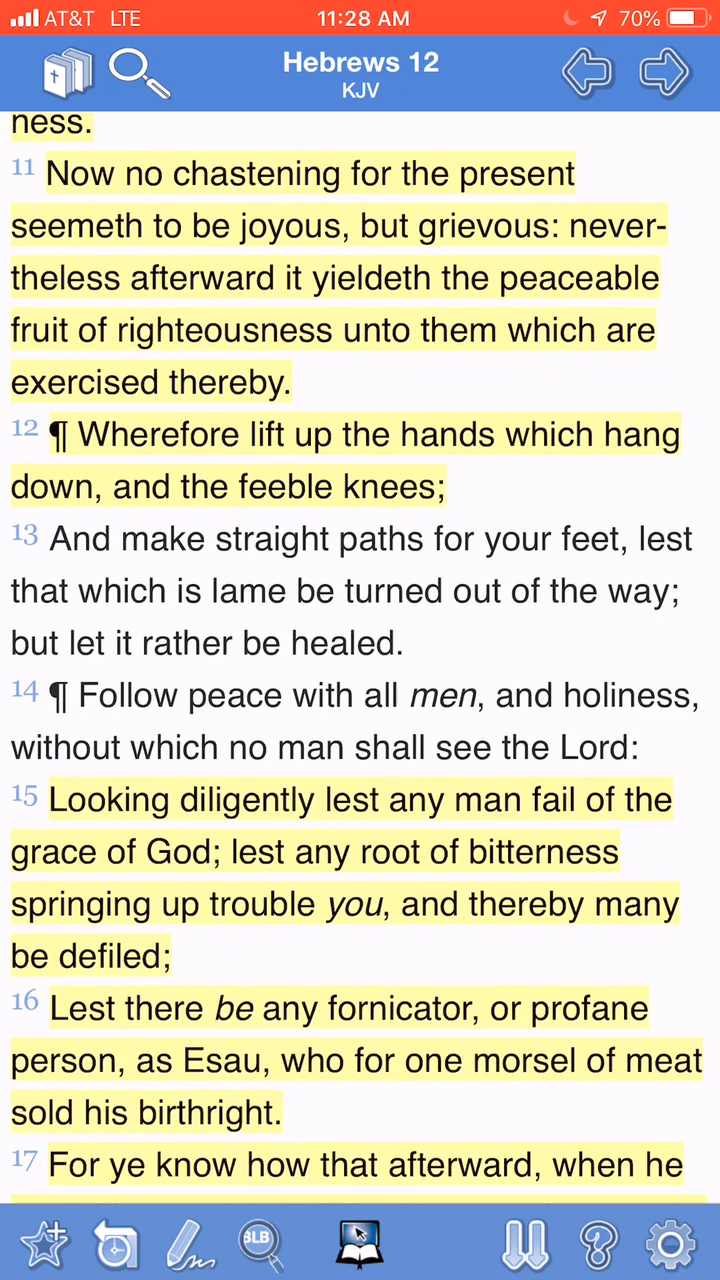 AT&T LTE 11:28 AM 70%
Hebrews 12
KJV
ness.
11 Now no chastening for the present
seemeth to be joyous, but grievous: never-
theless afterward it yieldeth the peaceable
fruit of righteousness unto them which are
exercised thereby.
12 ¶ Wherefore lift up the hands which hang
down, and the feeble knees;
13 And make straight paths for your feet, lest
that which is lame be turned out of the way;
but let it rather be healed.
14 ¶ Follow peace with all men, and holiness,
without which no man shall see the Lord:
15 Looking diligently lest any man fail of the
grace of God; lest any root of bitterness
springing up trouble you, and thereby many
be defiled;
16 Lest there be any fornicator, or profane
person, as Esau, who for one morsel of meat
sold his birthright.
17 For ye know how that afterward, when he
BLB